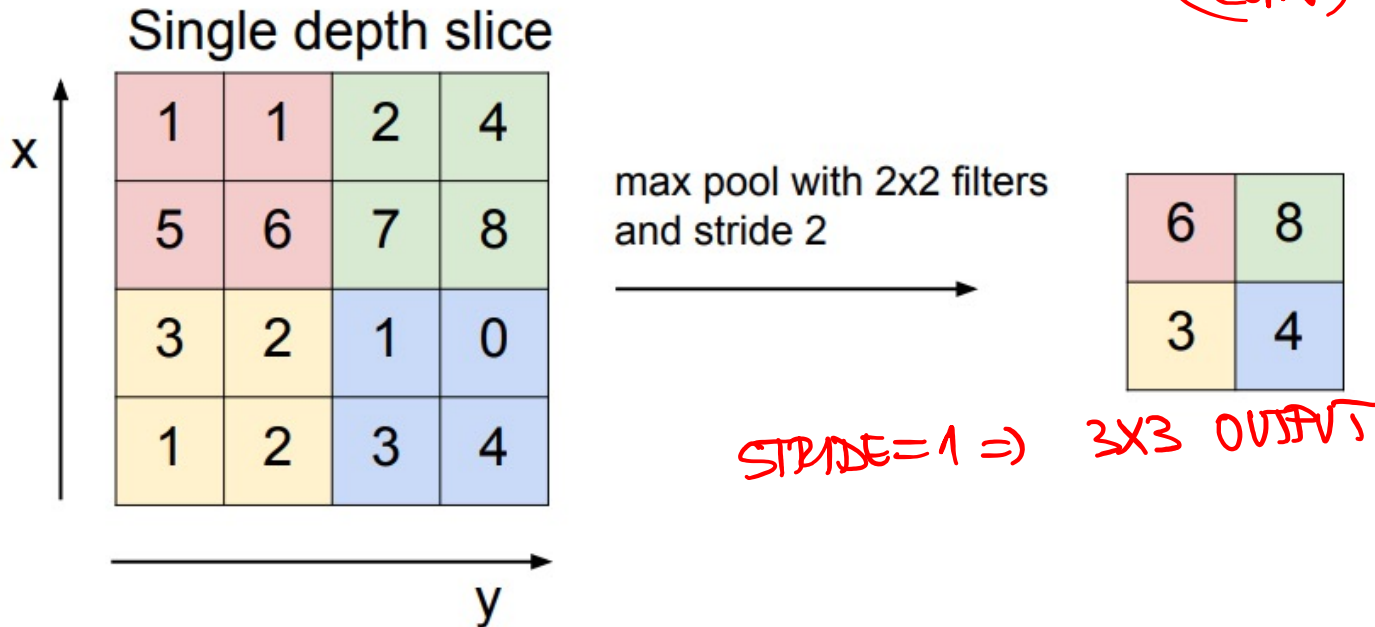 Single depth slice
x
1 1 2 4
5 6 7 8
3 2 1 0
1 2 3 4
y
max pool with 2x2 filters
and stride 2
6 8
3 4
STRIDE=1 => 3X3 OUTPUT